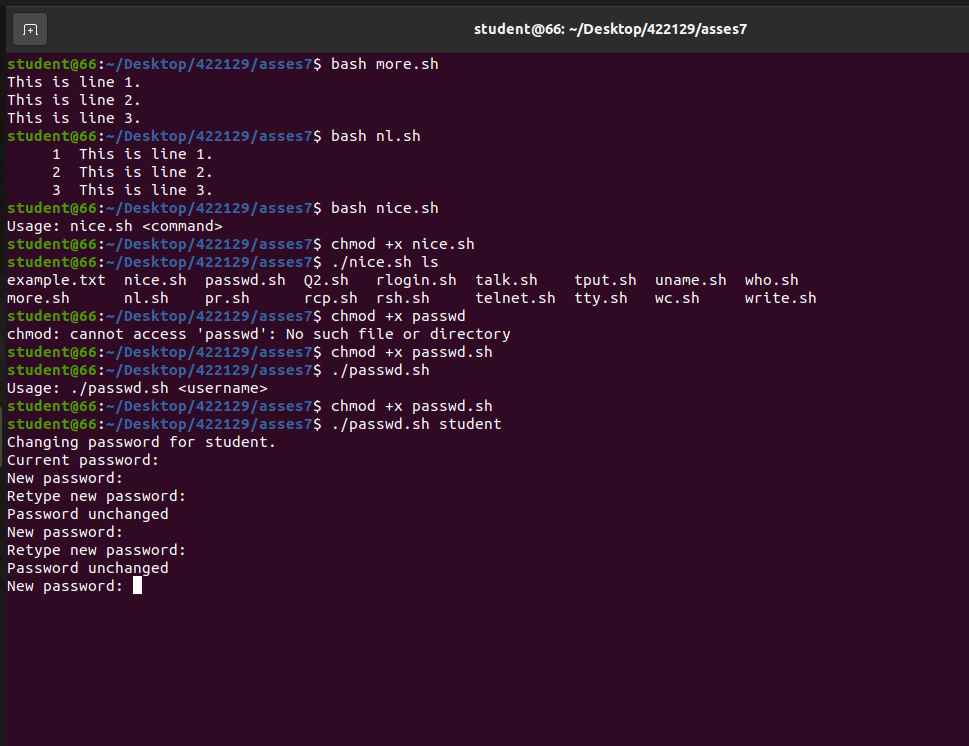 student@66: ~/Desktop/422129/asses7
student@66:~/Desktop/422129/asses7$ bash more.sh
This is line 1.
This is line 2.
This is line 3.
student@66:~/Desktop/422129/asses7$ bash nl.sh
     1  This is line 1.
     2  This is line 2.
     3  This is line 3.
student@66:~/Desktop/422129/asses7$ bash nice.sh
Usage: nice.sh <command>
student@66:~/Desktop/422129/asses7$ chmod +x nice.sh
student@66:~/Desktop/422129/asses7$ ./nice.sh ls
example.txt  nice.sh  passwd.sh  Q2.sh   rlogin.sh  talk.sh    tput.sh  uname.sh  who.sh
more.sh      nl.sh    pr.sh      rcp.sh  rsh.sh     telnet.sh  tty.sh   wc.sh     write.sh
student@66:~/Desktop/422129/asses7$ chmod +x passwd
chmod: cannot access 'passwd': No such file or directory
student@66:~/Desktop/422129/asses7$ chmod +x passwd.sh
student@66:~/Desktop/422129/asses7$ ./passwd.sh
Usage: ./passwd.sh <username>
student@66:~/Desktop/422129/asses7$ chmod +x passwd.sh
student@66:~/Desktop/422129/asses7$ ./passwd.sh student
Changing password for student.
Current password:
New password:
Retype new password:
Password unchanged
New password:
Retype new password:
Password unchanged
New password: